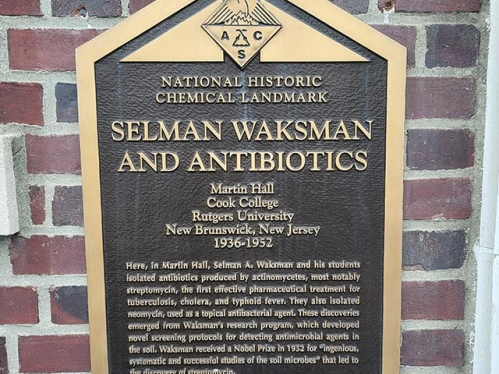 A C
S
NATIONAL HISTORIC
CHEMICAL LANDMARK
SELMAN WAKSMAN
AND ANTIBIOTICS
Martin Hall
Cook College
Rutgers University
New Brunswick, New Jersey
1936-1952
Here, in Martin Hall, Selman A. Waksman and his students
isolated antibiotics produced by actinomycetes, most notably
streptomycin, the first effective pharmaceutical treatment for
tuberculosis, cholera, and typhoid fever. They also isolated
neomycin, used as a topical antibacterial agent. These discoveries
emerged from Waksman's research program, which developed
novel screening protocols for detecting antimicrobial agents in
the soil. Waksman received a Nobel Prize in 1952 for "ingenious,
systematic and successful studies of the soil microbes" that led to
the discovery of streptomycin.